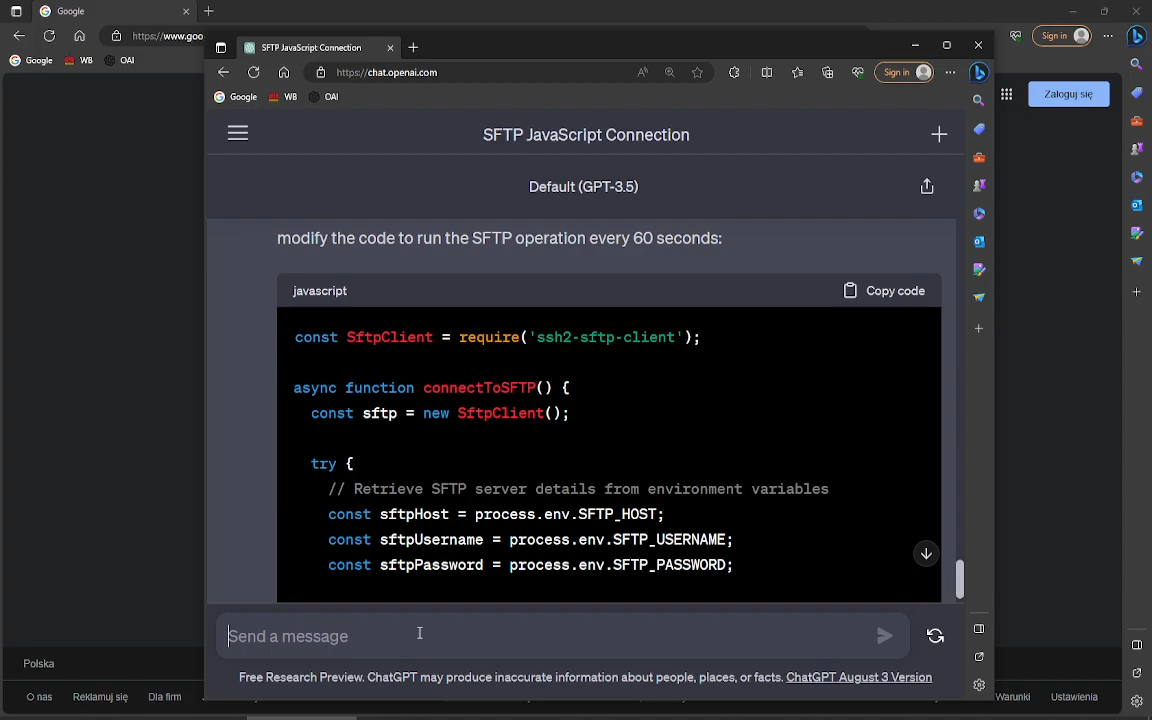 Google
https://www.goo
Sign in
Google
WB
OAI
SFTP JavaScript Connection
https://chat.openai.com
Sign in
Google
WB
OAI
Zaloguj się
SFTP JavaScript Connection
Default (GPT-3.5)
modify the code to run the SFTP operation every 60 seconds:
javascript
Copy code
const SftpClient = require('ssh2-sftp-client');
async function connectToSFTP() {
const sftp = new SftpClient();
try {
// Retrieve SFTP server details from environment variables
const sftpHost = process.env.SFTP_HOST;
const sftpUsername = process.env.SFTP_USERNAME;
const sftpPassword = process.env.SFTP_PASSWORD;
Send a message
Free Research Preview. ChatGPT may produce inaccurate information about people, places, or facts. ChatGPT August 3 Version
Polska
O nas
Reklamuj się
Dla firm
Warunki
Ustawienia